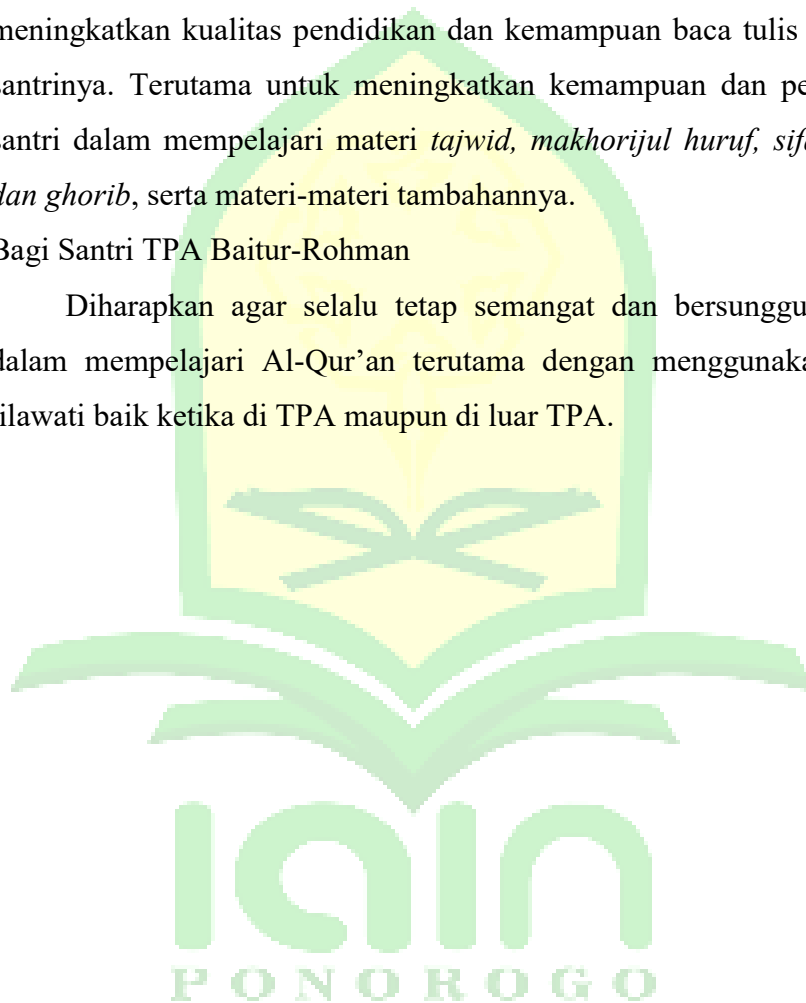 meningkatkan kualitas pendidikan dan kemampuan baca tulis
santrinya. Terutama untuk meningkatkan kemampuan dan pe
santri dalam mempelajari materi tajwid, makhorijul huruf, sifa
dan ghorib, serta materi-materi tambahannya.
Bagi Santri TPA Baitur-Rohman
Diharapkan agar selalu tetap semangat dan bersunggu
dalam mempelajari Al-Qur’an terutama dengan menggunaka
tilawati baik ketika di TPA maupun di luar TPA.
iain
PONOROGO